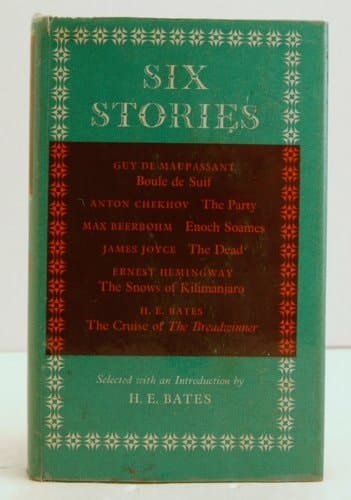 SIX
STORIES
GUY DE MAUPASSANT
Boule de Suif
ANTON CHEKHOV The Party
MAX BEERBOHM Enoch Soames
JAMES JOYCE The Dead
ERNEST HEMINGWAY
The Snows of Kilimanjaro
H. E. BATES
The Cruise of The Breadwinner
Selected with an Introduction by
H. E. BATES